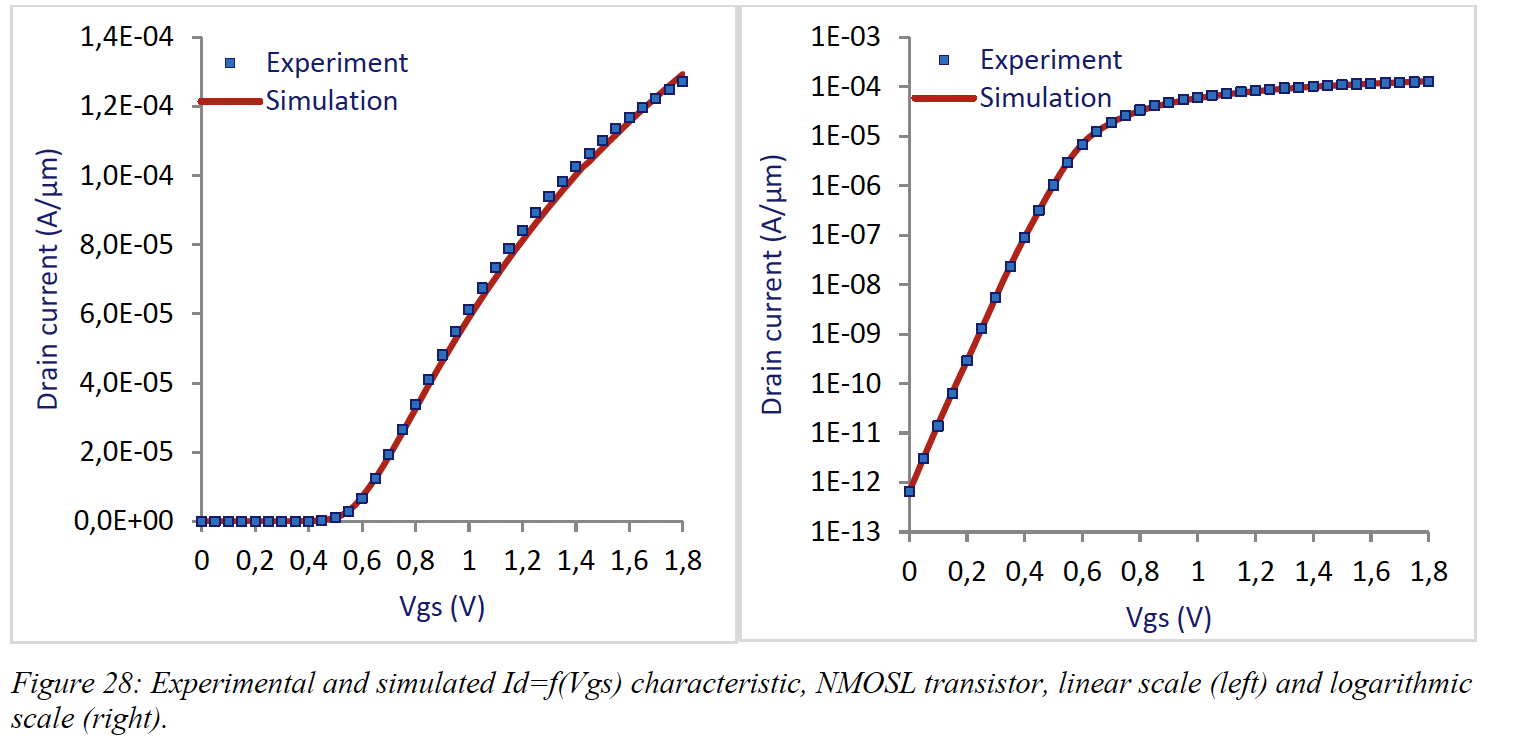 1,4E-04
1,2E-04
1,0E-04
8,0E-05
6,0E-05
4,0E-05
2,0E-05
0,0E+00
Drain current (A/µm)
Experiment
Simulation
0 0,2 0,4 0,6 0,8 1 1,2 1,4 1,6 1,8
Vgs (V)
1E-03
1E-04
1E-05
1E-06
1E-07
1E-08
1E-09
1E-10
1E-11
1E-12
1E-13
Drain current (A/µm)
Experiment
Simulation
0 0,2 0,4 0,6 0,8 1 1,2 1,4 1,6 1,8
Vgs (V)
Figure 28: Experimental and simulated Id=f(Vgs) characteristic, NMOSL transistor, linear scale (left) and logarithmic
scale (right).